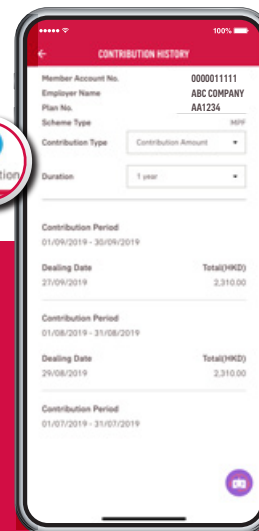 100%
CONTRIBUTION HISTORY
Member Account No. 0000011111
Employer Name ABC COMPANY
Plan No. AA1234
Scheme Type MPF
Contribution Type Contribution Amount
Duration 1 year
Contribution Period
01/09/2019 - 30/09/2019
Dealing Date Total(HKD)
27/09/2019 2,310.00
Contribution Period
01/08/2019 - 31/08/2019
Dealing Date Total(HKD)
29/08/2019 2,310.00
Contribution Period
01/07/2019 - 31/07/2019